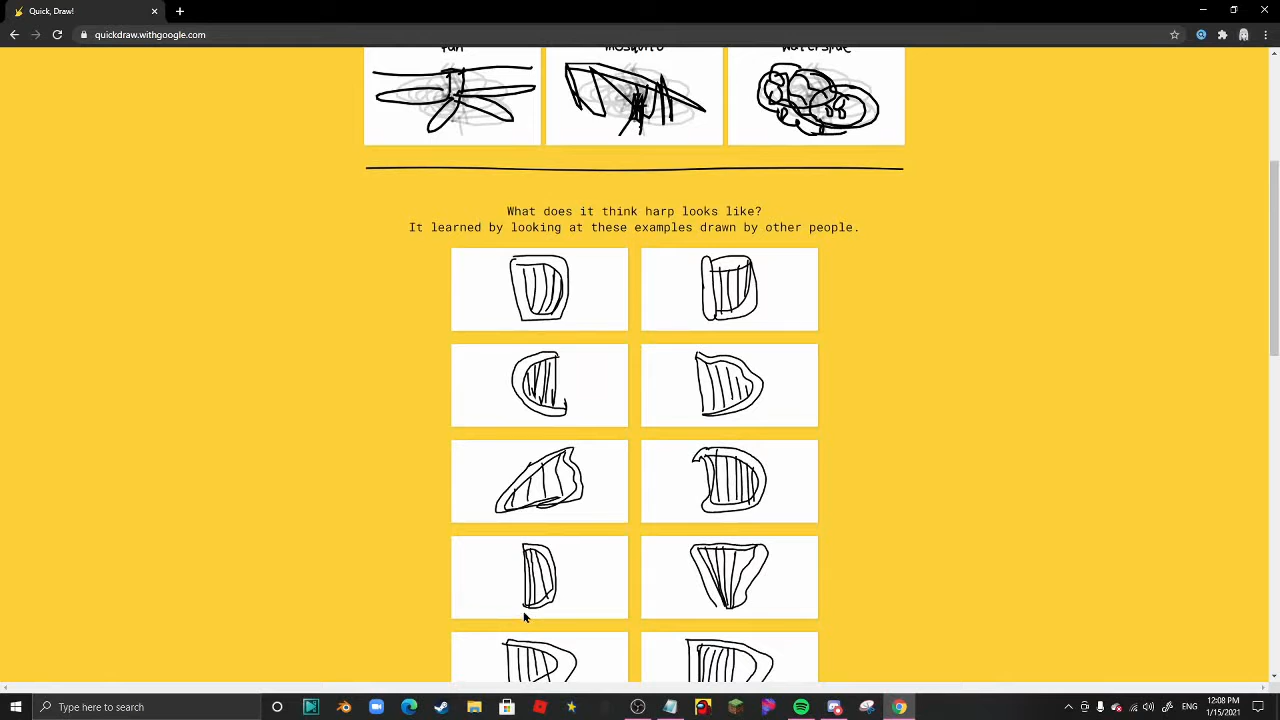 Quick, Draw!
quickdraw.withgoogle.com
fan
mosquito
waterslide
What does it think harp looks like?
It learned by looking at these examples drawn by other people.
Type here to search
12:08 PM
1/15/2021